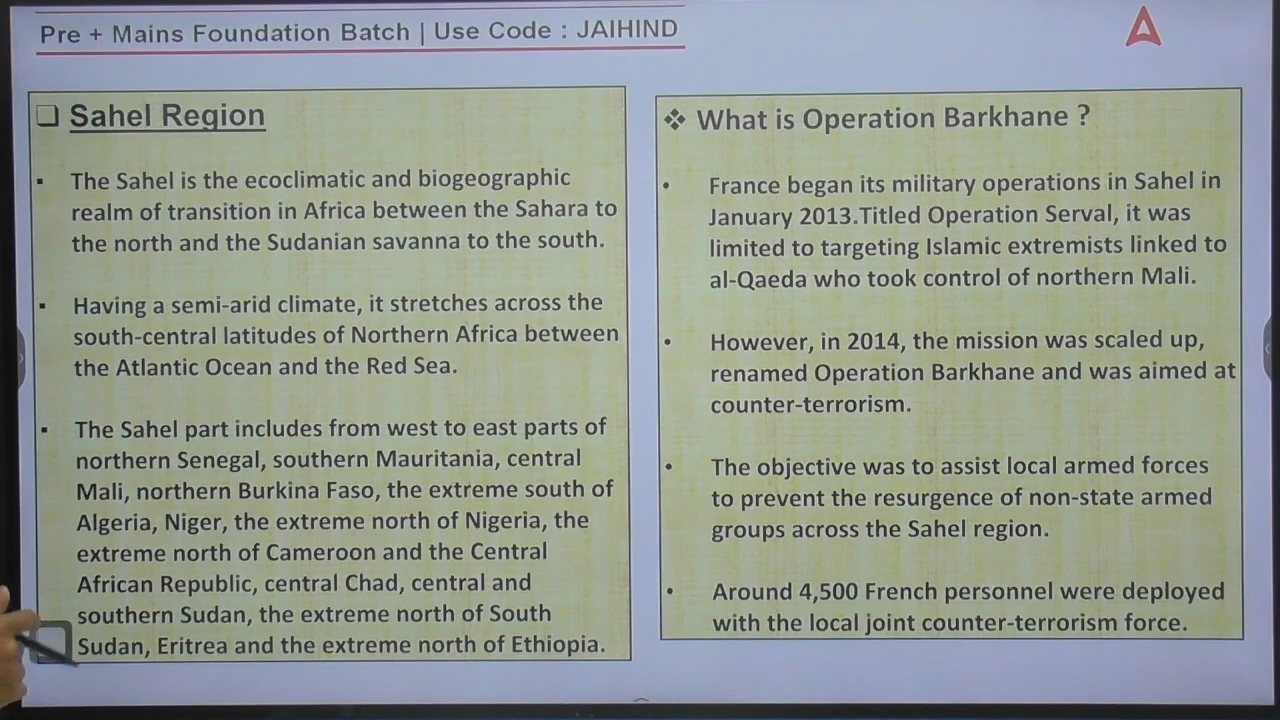 Pre + Mains Foundation Batch | Use Code : JAIHIND
Sahel Region
The Sahel is the ecoclimatic and biogeographic
realm of transition in Africa between the Sahara to
the north and the Sudanian savanna to the south.
Having a semi-arid climate, it stretches across the
south-central latitudes of Northern Africa between
the Atlantic Ocean and the Red Sea.
The Sahel part includes from west to east parts of
northern Senegal, southern Mauritania, central
Mali, northern Burkina Faso, the extreme south of
Algeria, Niger, the extreme north of Nigeria, the
extreme north of Cameroon and the Central
African Republic, central Chad, central and
southern Sudan, the extreme north of South
Sudan, Eritrea and the extreme north of Ethiopia.
What is Operation Barkhane ?
France began its military operations in Sahel in
January 2013.Titled Operation Serval, it was
limited to targeting Islamic extremists linked to
al-Qaeda who took control of northern Mali.
However, in 2014, the mission was scaled up,
renamed Operation Barkhane and was aimed at
counter-terrorism.
The objective was to assist local armed forces
to prevent the resurgence of non-state armed
groups across the Sahel region.
Around 4,500 French personnel were deployed
with the local joint counter-terrorism force.